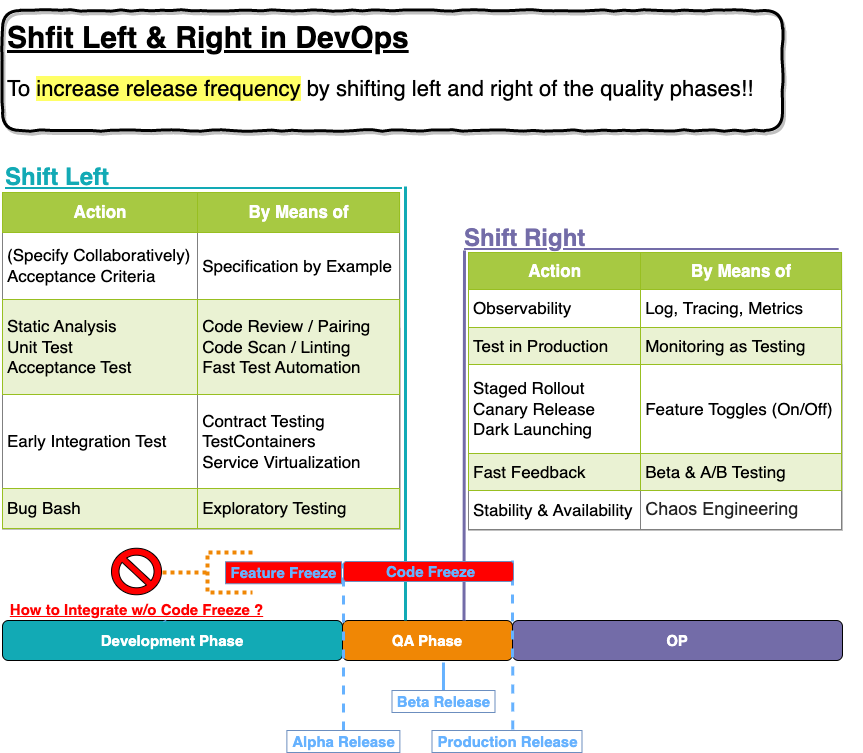 Shfit Left & Right in DevOps
To increase release frequency by shifting left and right of the quality phases!!
Shift Left
Action
By Means of
(Specify Collaboratively)
Acceptance Criteria
Specification by Example
Static Analysis
Unit Test
Acceptance Test
Code Review / Pairing
Code Scan / Linting
Fast Test Automation
Early Integration Test
Contract Testing
TestContainers
Service Virtualization
Bug Bash
Exploratory Testing
Shift Right
Action
By Means of
Observability
Log, Tracing, Metrics
Test in Production
Monitoring as Testing
Staged Rollout
Canary Release
Dark Launching
Feature Toggles (On/Off)
Fast Feedback
Beta & A/B Testing
Stability & Availability
Chaos Engineering
Feature Freeze
Code Freeze
How to Integrate w/o Code Freeze ?
Development Phase
QA Phase
OP
Beta Release
Alpha Release
Production Release